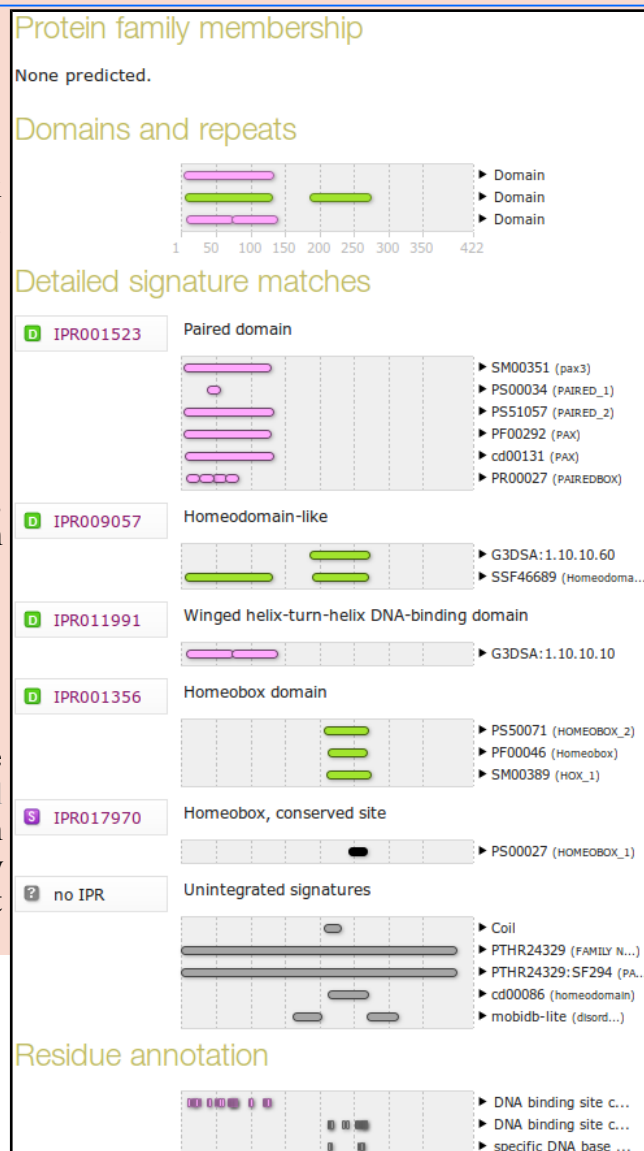 Protein family membership
None predicted.
Domains and repeats
Domain
Domain
Domain
1 50 100 150 200 250 300 350 422
Detailed signature matches
D IPR001523 Paired domain
SM00351 (pax3)
PS00034 (PAIRED_1)
PS51057 (PAIRED_2)
PF00292 (PAX)
cd00131 (PAX)
PR00027 (PAIREDBOX)
D IPR009057 Homeodomain-like
G3DSA:1.10.10.60
SSF46689 (Homeodoma...
D IPR011991 Winged helix-turn-helix DNA-binding domain
G3DSA:1.10.10.10
D IPR001356 Homeobox domain
PS50071 (HOMEOBOX_2)
PF00046 (Homeobox)
SM00389 (HOX_1)
S IPR017970 Homeobox, conserved site
PS00027 (HOMEOBOX_1)
? no IPR Unintegrated signatures
Coil
PTHR24329 (FAMILY N...)
PTHR24329:SF294 (PA...
cd00086 (homeodomain)
mobidb-lite (disord...)
Residue annotation
DNA binding site c...
DNA binding site c...
specific DNA base ...